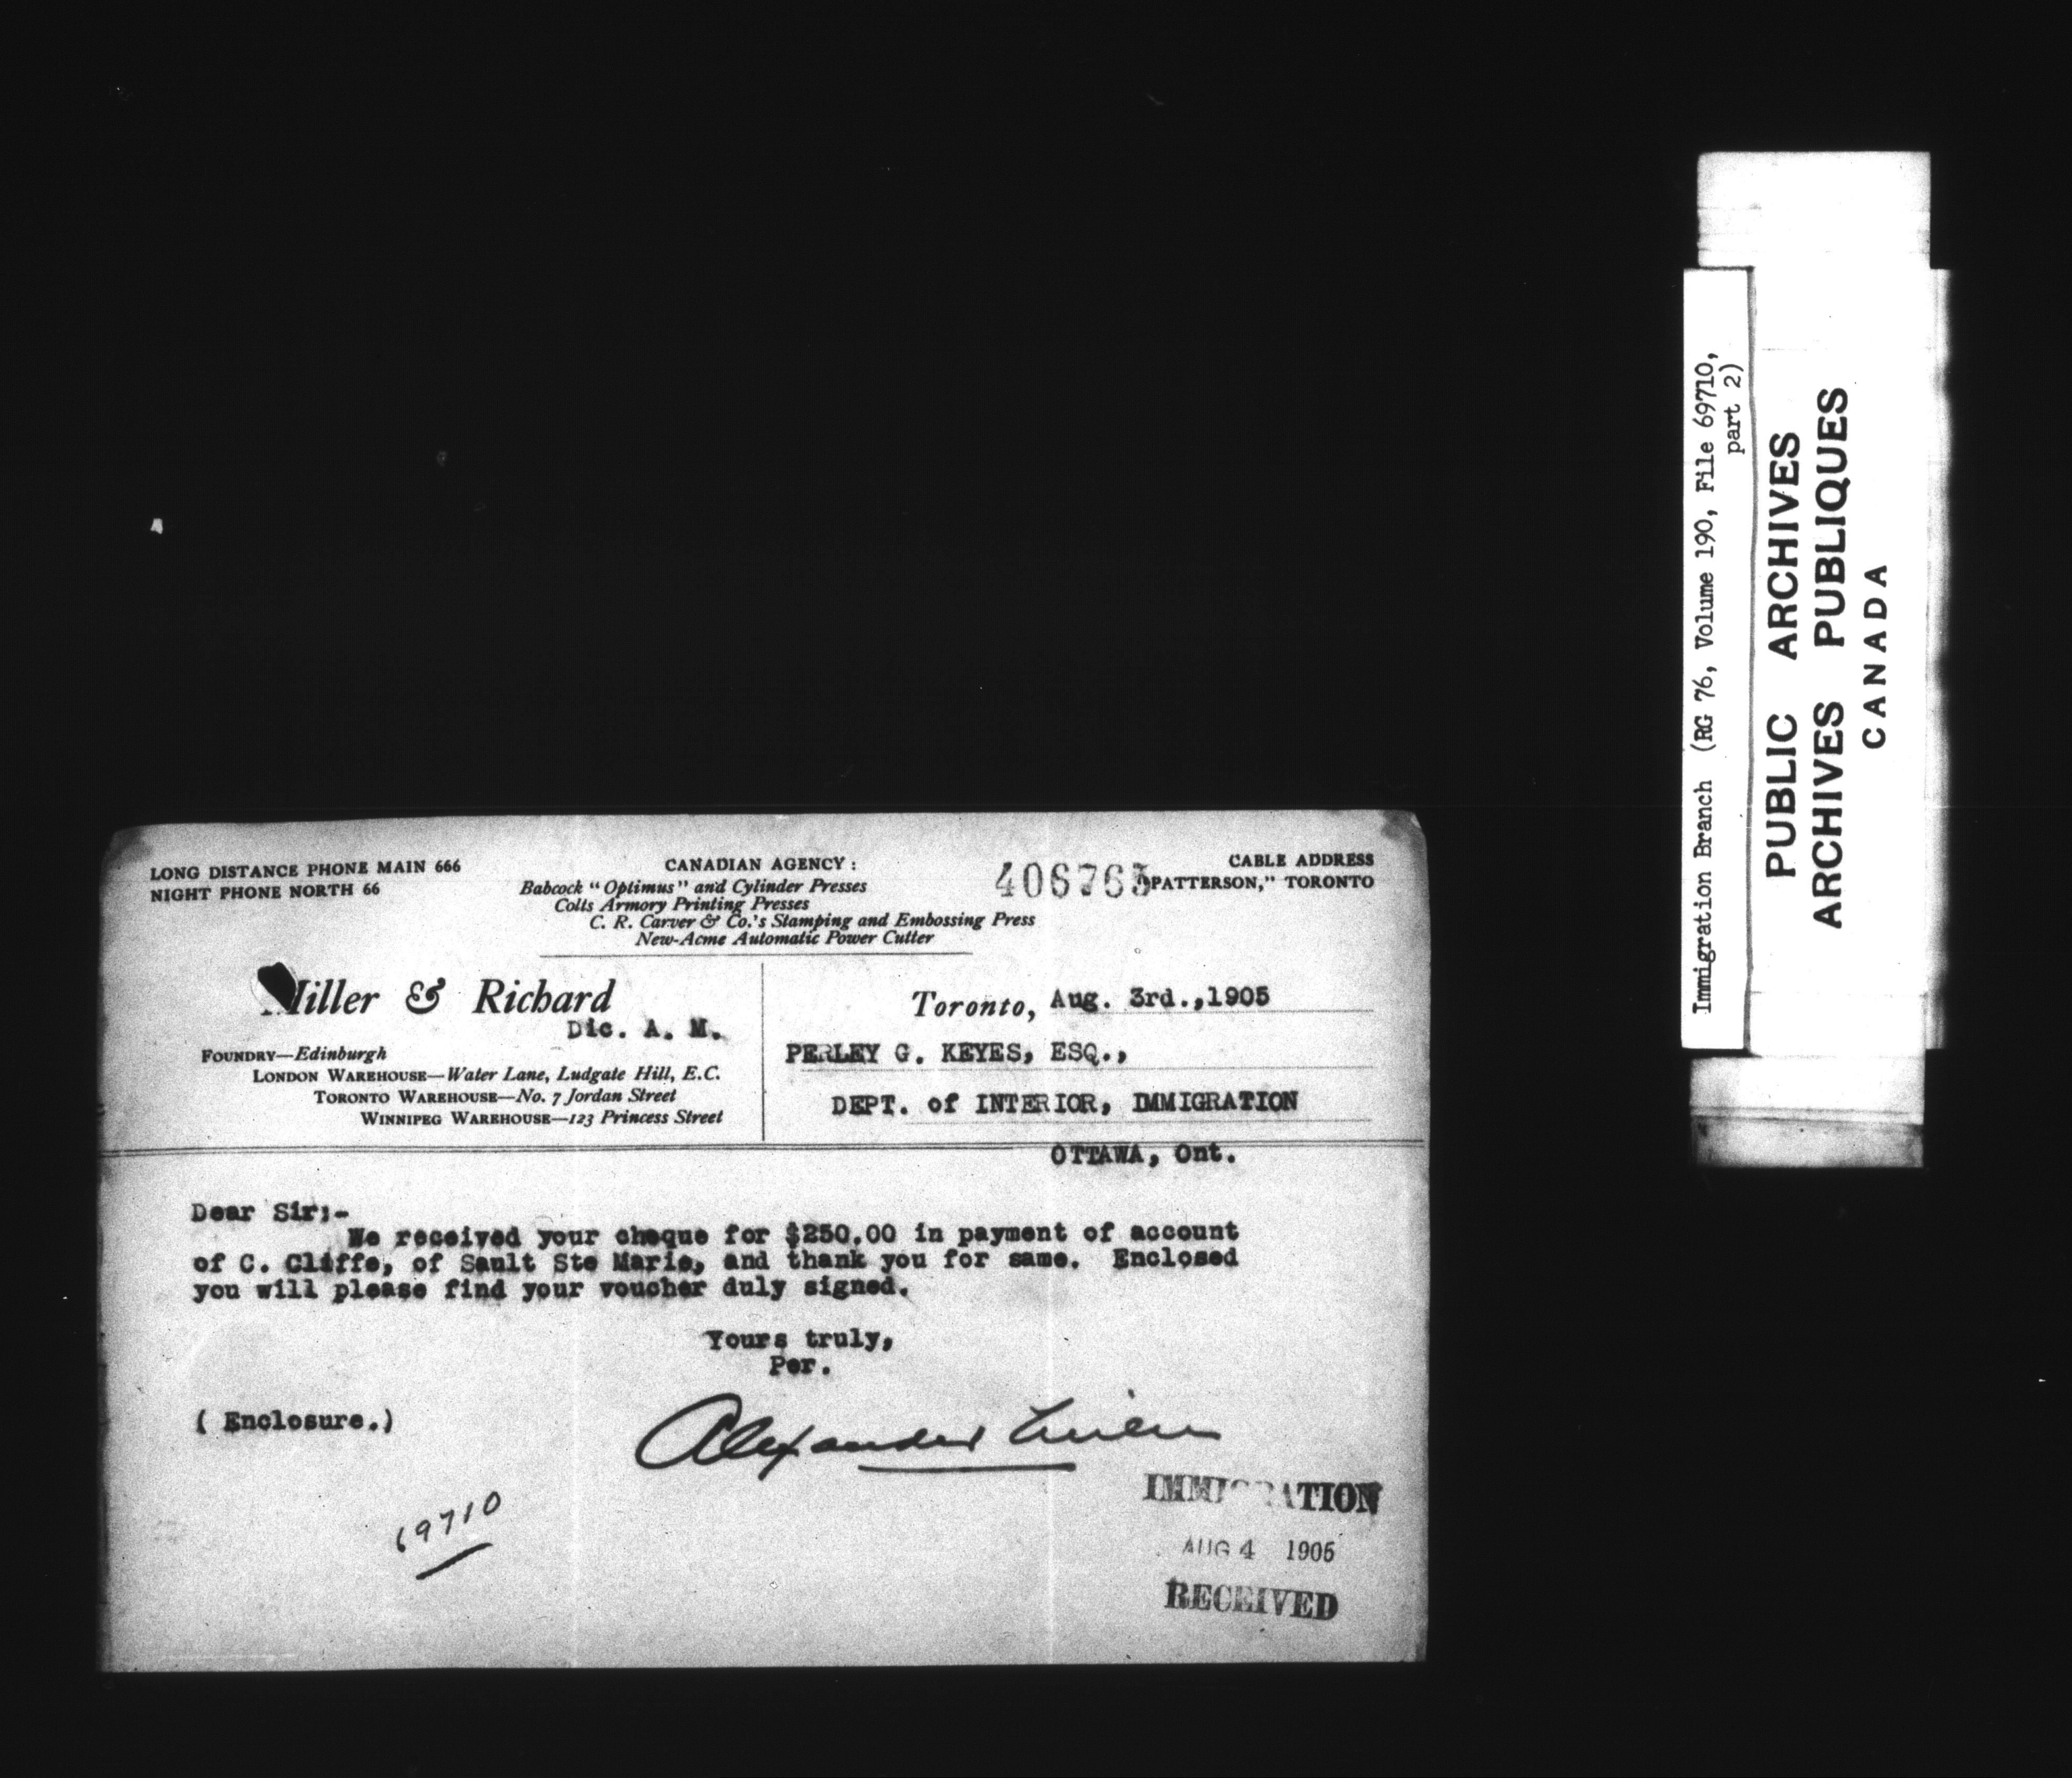 LONG DISTANCE PHONE MAIN 666
NIGHT PHONE NORTH 66
CANADIAN AGENCY:
Babcock "Optimus" and Cylinder Presses
Colts Armory Printing Presses
C. R. Carver & Co.'s Stamping and Embossing Press
New-Acme Automatic Power Cutter
406763
CABLE ADDRESS
"PATTERSON," TORONTO
Miller & Richard
Dic. A. M.
FOUNDRY—Edinburgh
LONDON WAREHOUSE—Water Lane, Ludgate Hill, E.C.
TORONTO WAREHOUSE—No. 7 Jordan Street
WINNIPEG WAREHOUSE—123 Princess Street
Toronto, Aug. 3rd.,1905
PERLEY G. KEYES, ESQ.,
DEPT. of INTERIOR, IMMIGRATION
OTTAWA, Ont.
Dear Sir:-
We received your cheque for $250.00 in payment of account
of C. Cliffe, of Sault Ste Marie, and thank you for same. Enclosed
you will please find your voucher duly signed.
Yours truly,
Per.
( Enclosure.)
Alexander
69710
IMMIGRATION
AUG 4 1905
RECEIVED
Immigration Branch (RG 76, Volume 190, File 69710,
part 2)
PUBLIC ARCHIVES
ARCHIVES PUBLIQUES
CANADA